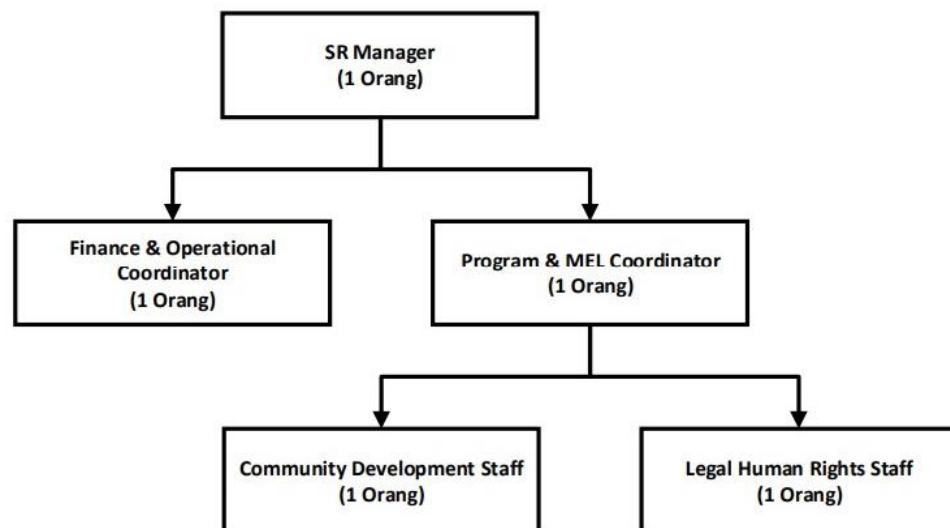 SR Manager
(1 Orang)
Finance & Operational
Coordinator
(1 Orang)
Program & MEL Coordinator
(1 Orang)
Community Development Staff
(1 Orang)
Legal Human Rights Staff
(1 Orang)